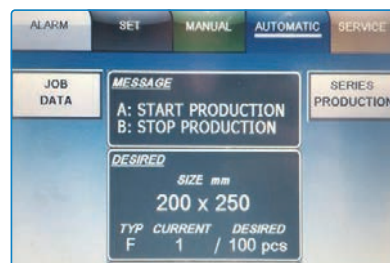 ALARM
SET
MANUAL
AUTOMATIC
SERVICE
JOB
DATA
MESSAGE
A: START PRODUCTION
B: STOP PRODUCTION
SERIES
PRODUCTION
DESIRED
SIZE mm
200 x 250
TYP CURRENT DESIRED
F 1 / 100 pcs